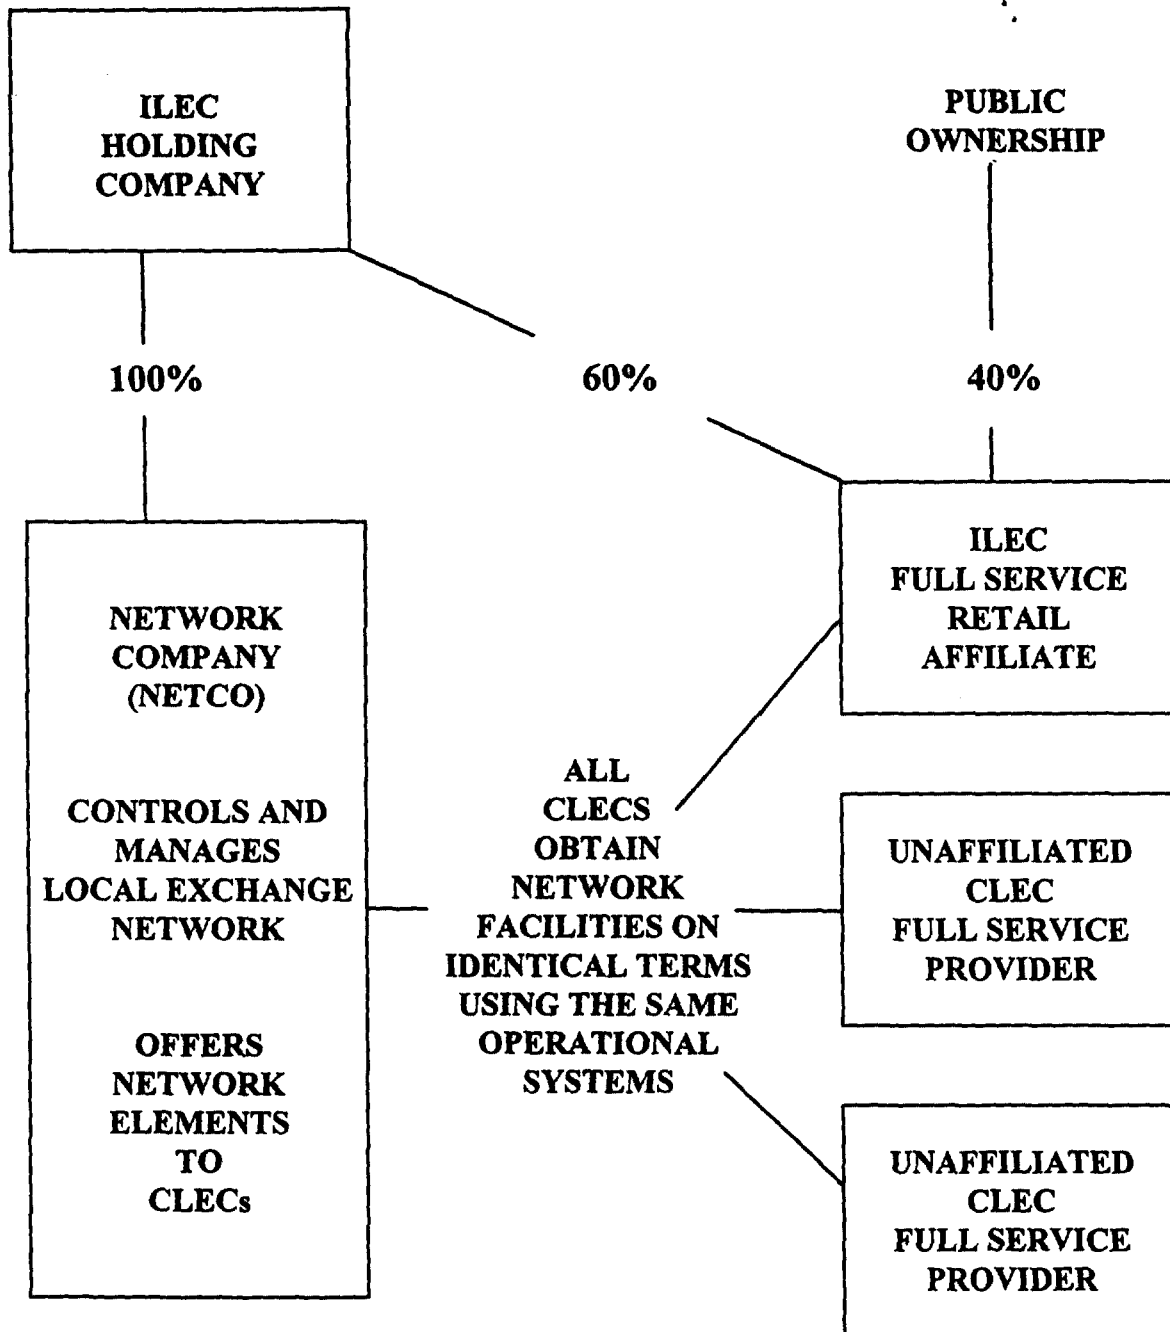 ILEC
HOLDING
COMPANY
PUBLIC
OWNERSHIP
100%
60%
40%
NETWORK
COMPANY
(NETCO)
CONTROLS AND
MANAGES
LOCAL EXCHANGE
NETWORK
OFFERS
NETWORK
ELEMENTS
TO
CLECs
ALL
CLECS
OBTAIN
NETWORK
FACILITIES ON
IDENTICAL TERMS
USING THE SAME
OPERATIONAL
SYSTEMS
ILEC
FULL SERVICE
RETAIL
AFFILIATE
UNAFFILIATED
CLEC
FULL SERVICE
PROVIDER
UNAFFILIATED
CLEC
FULL SERVICE
PROVIDER